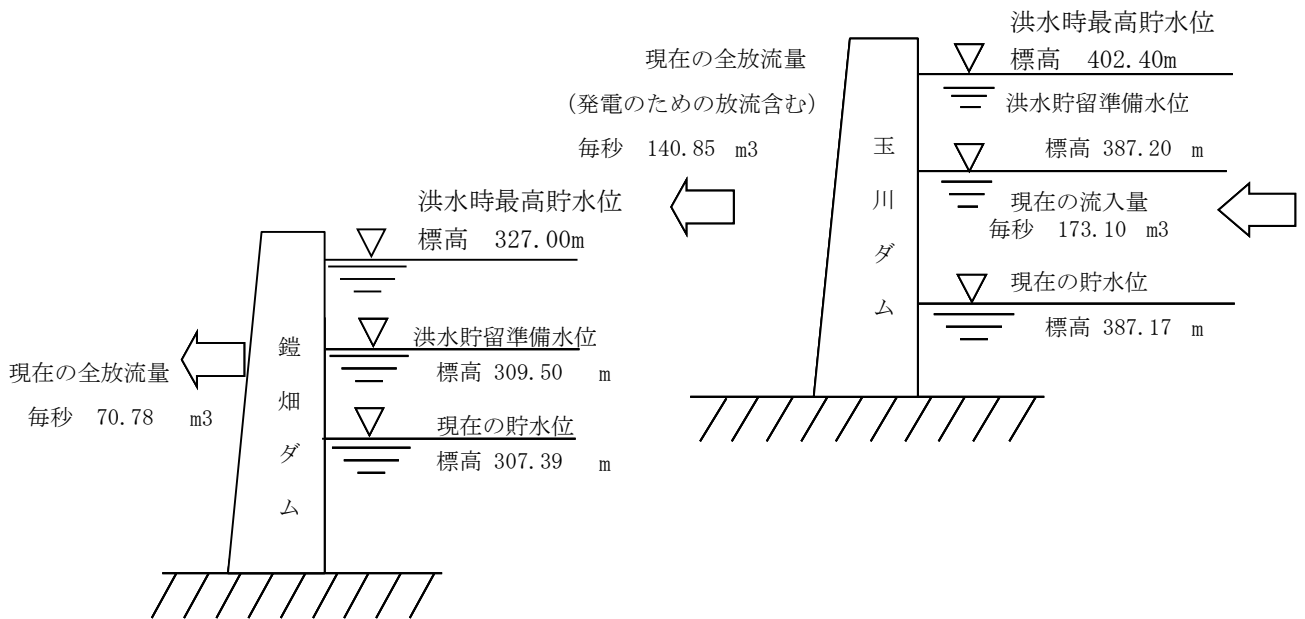 洪水時最高貯水位
標高 402.40m
現在の全放流量
(発電のための放流含む)
毎秒 140.85 m3
洪水貯留準備水位
標高 387.20 m
現在の流入量
毎秒 173.10 m3
現在の貯水位
標高 387.17 m
玉川ダム
洪水時最高貯水位
標高 327.00m
洪水貯留準備水位
標高 309.50 m
現在の貯水位
標高 307.39 m
鎧畑ダム
現在の全放流量
毎秒 70.78 m3